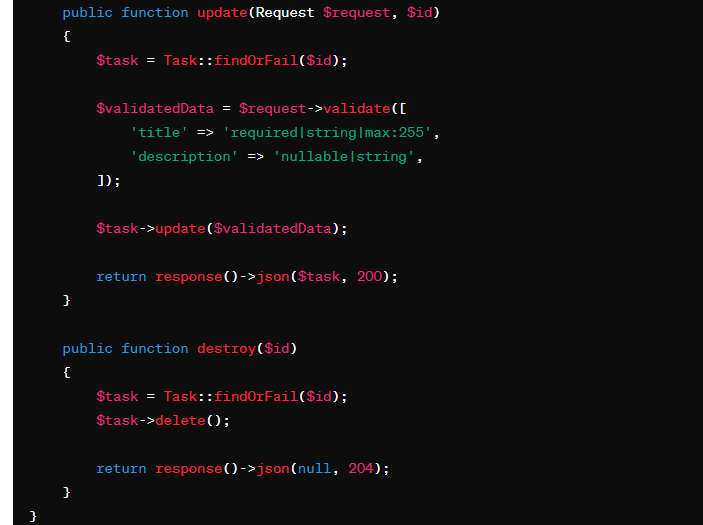 public function update(Request $request, $id)
{
$task = Task::findOrFail($id);
$validatedData = $request->validate([
'title' => 'required|string|max:255',
'description' => 'nullable|string',
]);
$task->update($validatedData);
return response()->json($task, 200);
}
public function destroy($id)
{
$task = Task::findOrFail($id);
$task->delete();
return response()->json(null, 204);
}
}